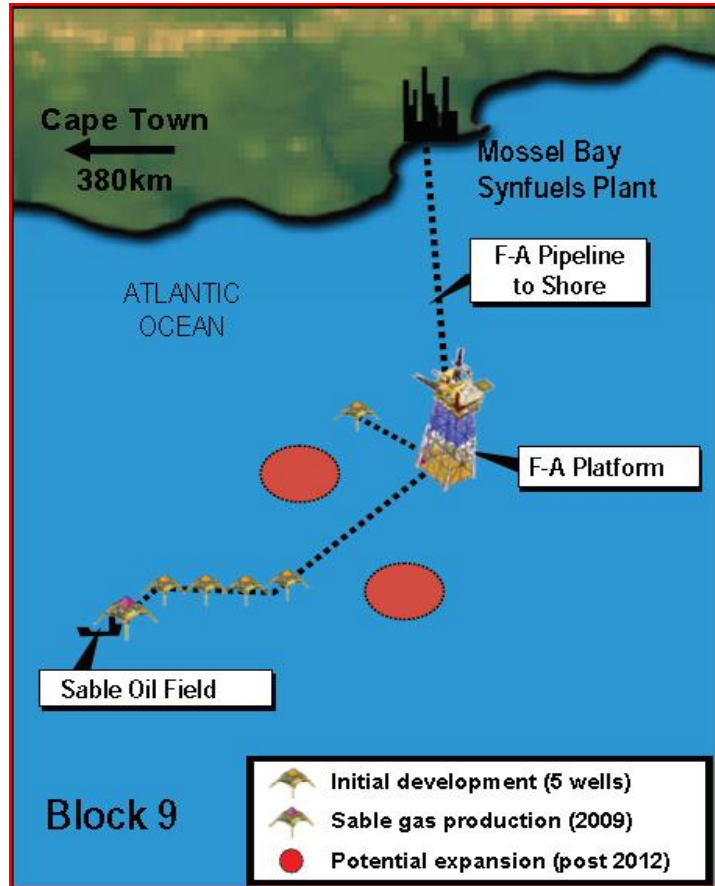 Cape Town
380km
Mossel Bay
Synfuels Plant
F-A Pipeline
to Shore
ATLANTIC
OCEAN
F-A Platform
Sable Oil Field
Block 9
Initial development (5 wells)
Sable gas production (2009)
Potential expansion (post 2012)